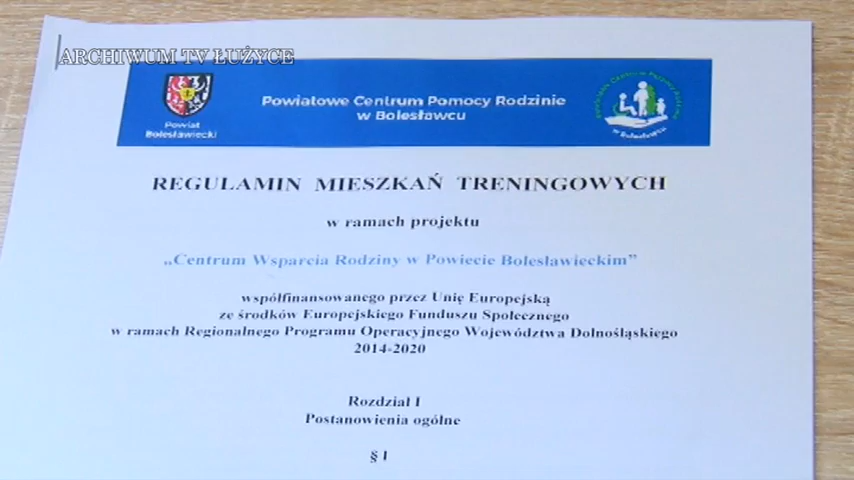 ARCHIWUM TV ŁUŻYCE
Powiat
Bolesławiecki
Powiatowe Centrum Pomocy Rodzinie
w Bolesławcu
w Bolesławcu
REGULAMIN MIESZKAŃ TRENINGOWYCH
w ramach projektu
„Centrum Wsparcia Rodziny w Powiecie Bolesławieckim”
współfinansowanego przez Unię Europejską
ze środków Europejskiego Funduszu Społecznego
w ramach Regionalnego Programu Operacyjnego Województwa Dolnośląskiego
2014-2020
Rozdział I
Postanowienia ogólne
§ 1